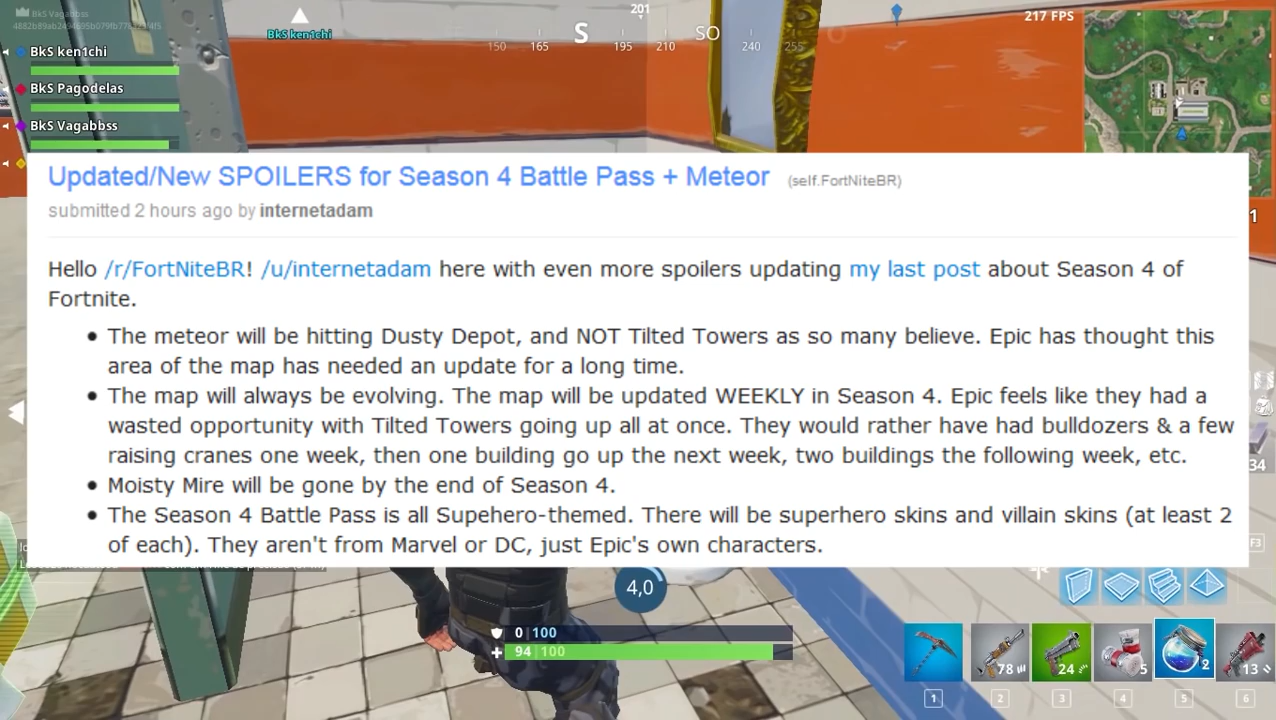 BkS Vagabbss
BkS ken1chi
BkS Pagodelas
BkS Vagabbss
BkS ken1chi
201
S
SO
150
165
195
210
240
255
217 FPS
Updated/New SPOILERS for Season 4 Battle Pass + Meteor (self.FortNiteBR)
submitted 2 hours ago by internetadam
Hello /r/FortNiteBR! /u/internetadam here with even more spoilers updating my last post about Season 4 of
Fortnite.
• The meteor will be hitting Dusty Depot, and NOT Tilted Towers as so many believe. Epic has thought this
area of the map has needed an update for a long time.
• The map will always be evolving. The map will be updated WEEKLY in Season 4. Epic feels like they had a
wasted opportunity with Tilted Towers going up all at once. They would rather have had bulldozers & a few
raising cranes one week, then one building go up the next week, two buildings the following week, etc.
• Moisty Mire will be gone by the end of Season 4.
• The Season 4 Battle Pass is all Supehero-themed. There will be superhero skins and villain skins (at least 2
of each). They aren't from Marvel or DC, just Epic's own characters.
1
34
F3
4,0
0 | 100
94 | 100
78
24
5
2
13
1
2
3
4
5
6